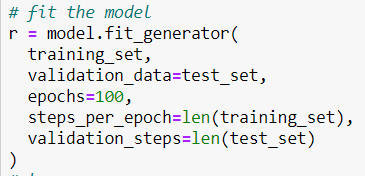 # fit the model
r = model.fit_generator(
  training_set,
  validation_data=test_set,
  epochs=100,
  steps_per_epoch=len(training_set),
  validation_steps=len(test_set)
)